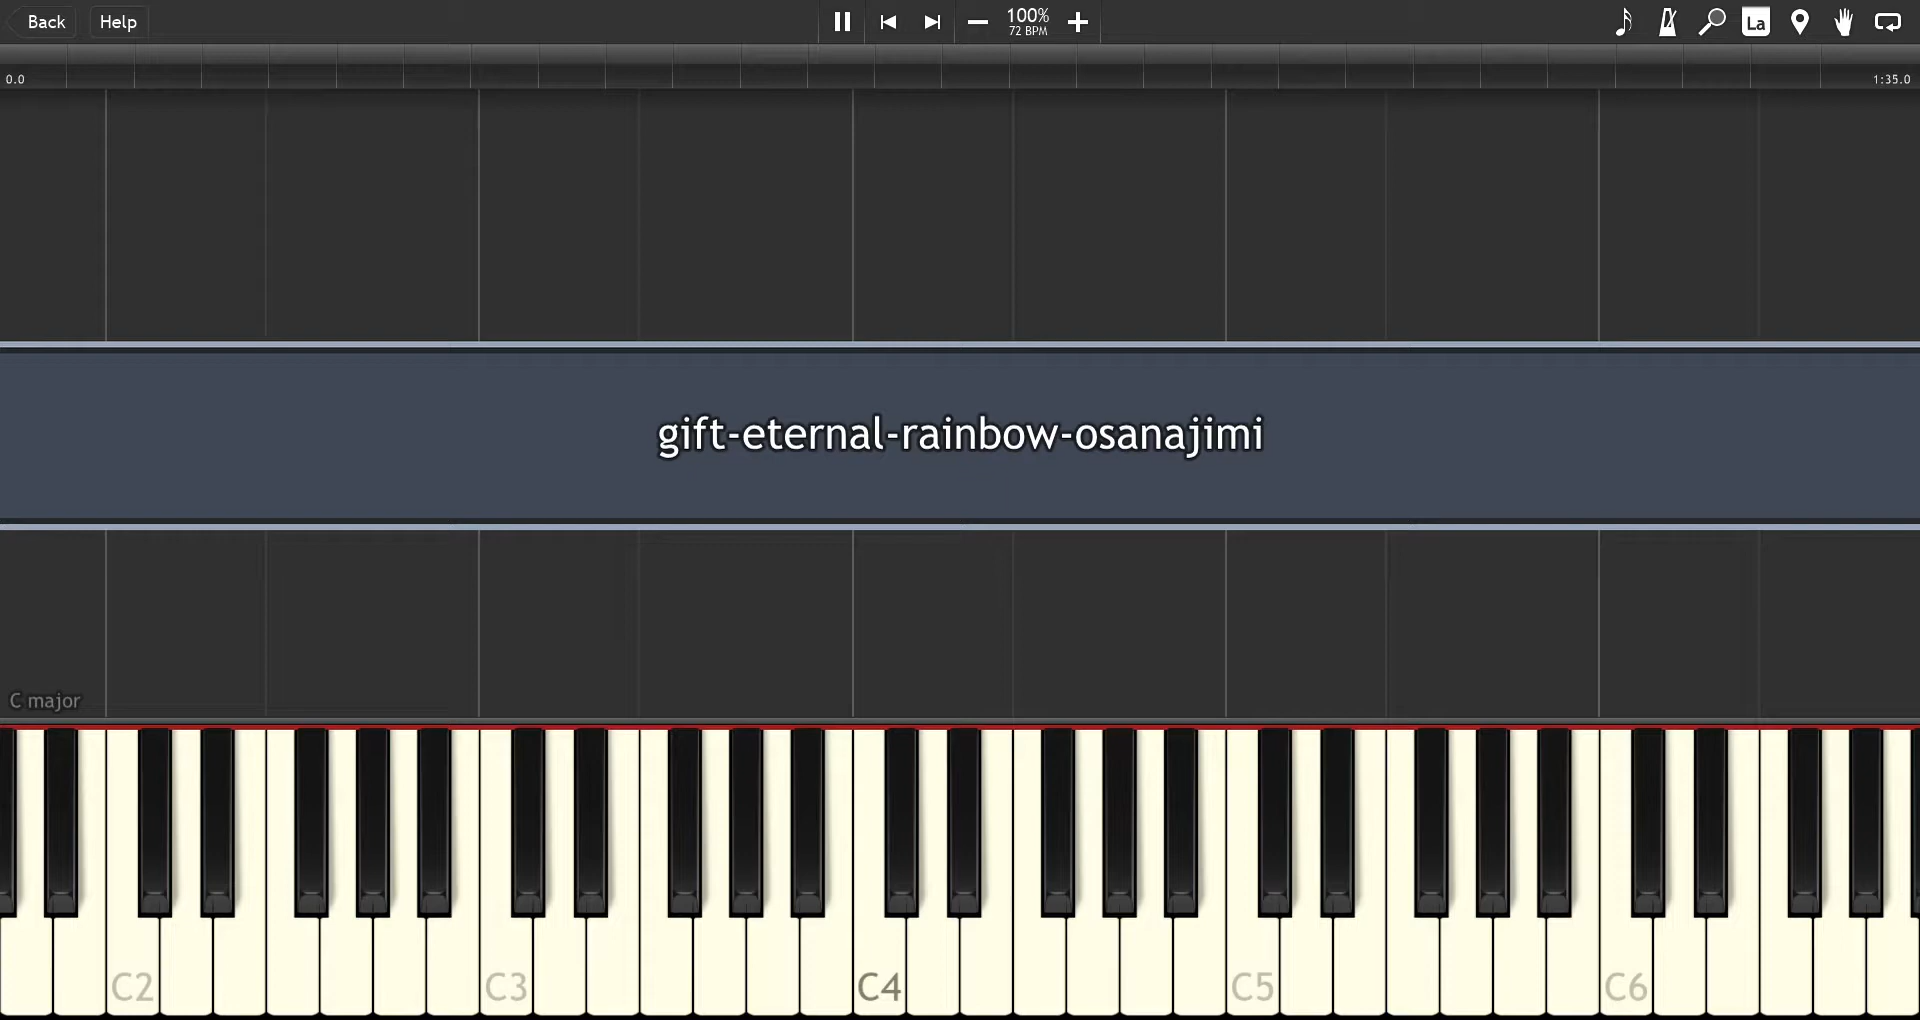 Back
Help
100%
72 BPM
La
0.0
1:35.0
gift-eternal-rainbow-osanajimi
C major
C2
C3
C4
C5
C6